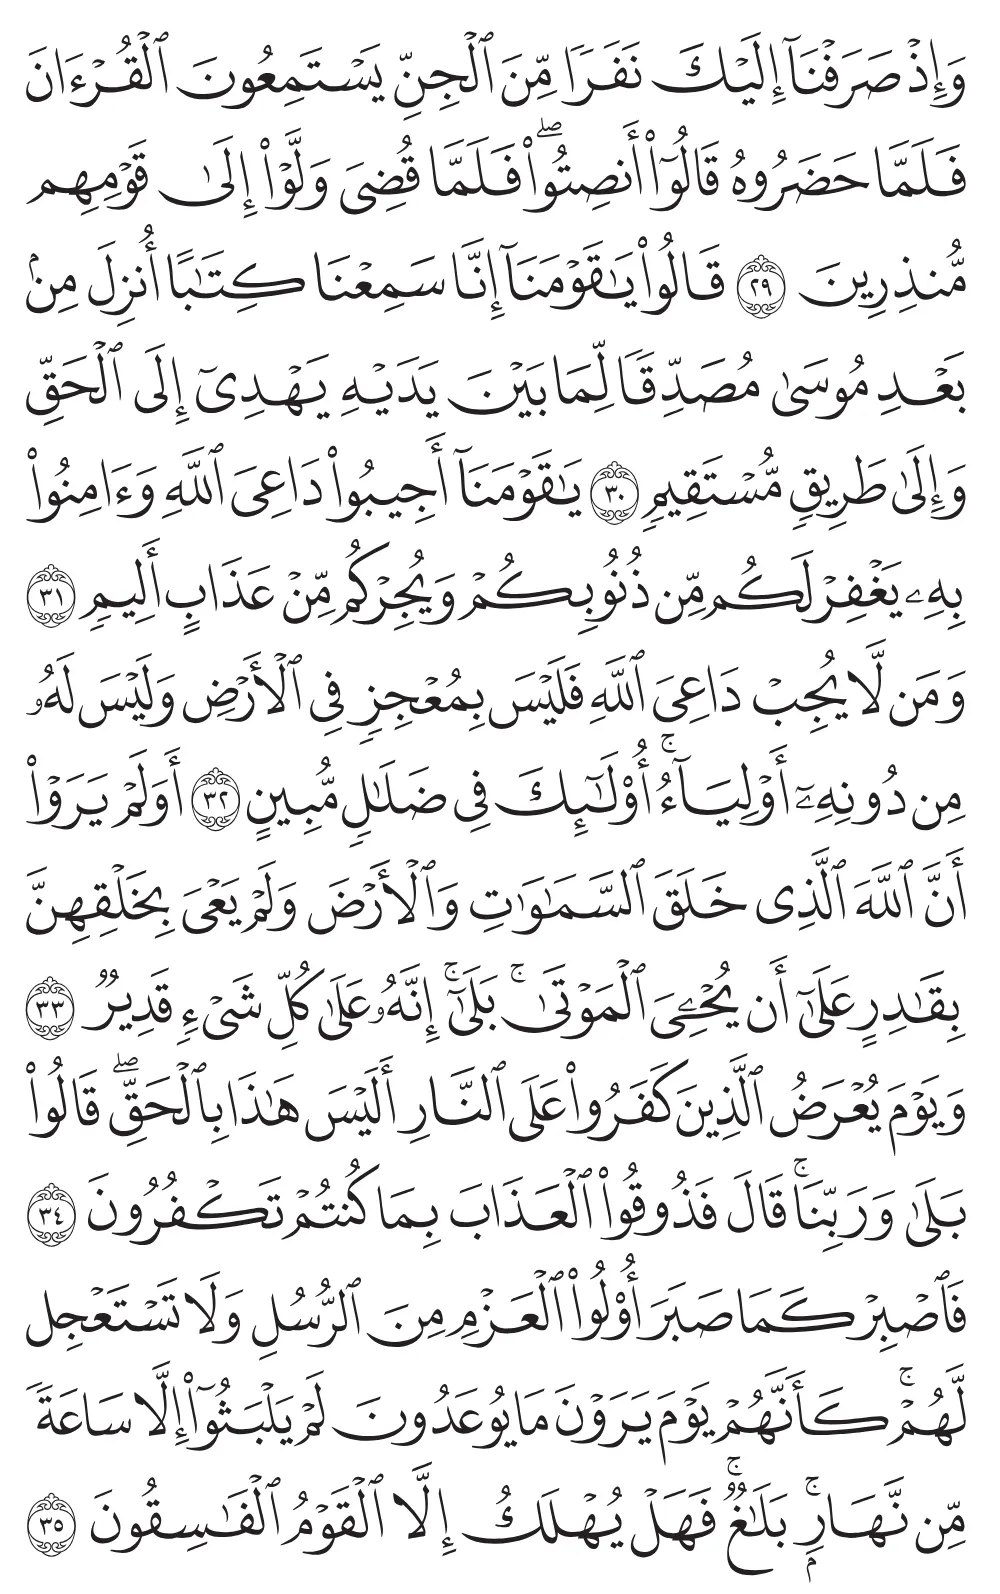 وَإِذۡ صَرَفۡنَآ إِلَيۡكَ نَفَرٗا مِّنَ ٱلۡجِنِّ يَسۡتَمِعُونَ ٱلۡقُرۡءَانَ
فَلَمَّا حَضَرُوهُ قَالُوٓاْ أَنصِتُواْۖ فَلَمَّا قُضِيَ وَلَّوۡاْ إِلَىٰ قَوۡمِهِم
مُّنذِرِينَ ٢٩ قَالُواْ يَٰقَوۡمَنَآ إِنَّا سَمِعۡنَا كِتَٰبًا أُنزِلَ مِنۢ
بَعۡدِ مُوسَىٰ مُصَدِّقٗا لِّمَا بَيۡنَ يَدَيۡهِ يَهۡدِيٓ إِلَى ٱلۡحَقِّ
وَإِلَىٰ طَرِيقٖ مُّسۡتَقِيمٖ ٣٠ يَٰقَوۡمَنَآ أَجِيبُواْ دَاعِيَ ٱللَّهِ وَءَامِنُواْ
بِهِۦ يَغۡفِرۡ لَكُم مِّن ذُنُوبِكُمۡ وَيُجِرۡكُم مِّنۡ عَذَابٍ أَلِيمٖ ٣١
وَمَن لَّا يُجِبۡ دَاعِيَ ٱللَّهِ فَلَيۡسَ بِمُعۡجِزٖ فِي ٱلۡأَرۡضِ وَلَيۡسَ لَهُۥ
مِن دُونِهِۦٓ أَوۡلِيَآءُۚ أُوْلَٰٓئِكَ فِي ضَلَٰلٖ مُّبِينٍ ٣٢ أَوَلَمۡ يَرَوۡاْ
أَنَّ ٱللَّهَ ٱلَّذِي خَلَقَ ٱلسَّمَٰوَٰتِ وَٱلۡأَرۡضَ وَلَمۡ يَعۡيَ بِخَلۡقِهِنَّ
بِقَٰدِرٍ عَلَىٰٓ أَن يُحۡـِۧيَ ٱلۡمَوۡتَىٰۚ بَلَىٰٓۚ إِنَّهُۥ عَلَىٰ كُلِّ شَيۡءٖ قَدِيرٞ ٣٣
وَيَوۡمَ يُعۡرَضُ ٱلَّذِينَ كَفَرُواْ عَلَى ٱلنَّارِ أَلَيۡسَ هَٰذَا بِٱلۡحَقِّۖ قَالُواْ
بَلَىٰ وَرَبِّنَاۚ قَالَ فَذُوقُواْ ٱلۡعَذَابَ بِمَا كُنتُمۡ تَكۡفُرُونَ ٣٤
فَٱصۡبِرۡ كَمَا صَبَرَ أُوْلُواْ ٱلۡعَزۡمِ مِنَ ٱلرُّسُلِ وَلَا تَسۡتَعۡجِل
لَّهُمۡۚ كَأَنَّهُمۡ يَوۡمَ يَرَوۡنَ مَا يُوعَدُونَ لَمۡ يَلۡبَثُوٓاْ إِلَّا سَاعَةٗ
مِّن نَّهَارِۭۚ بَلَٰغٞۚ فَهَلۡ يُهۡلَكُ إِلَّا ٱلۡقَوۡمُ ٱلۡفَٰسِقُونَ ٣٥